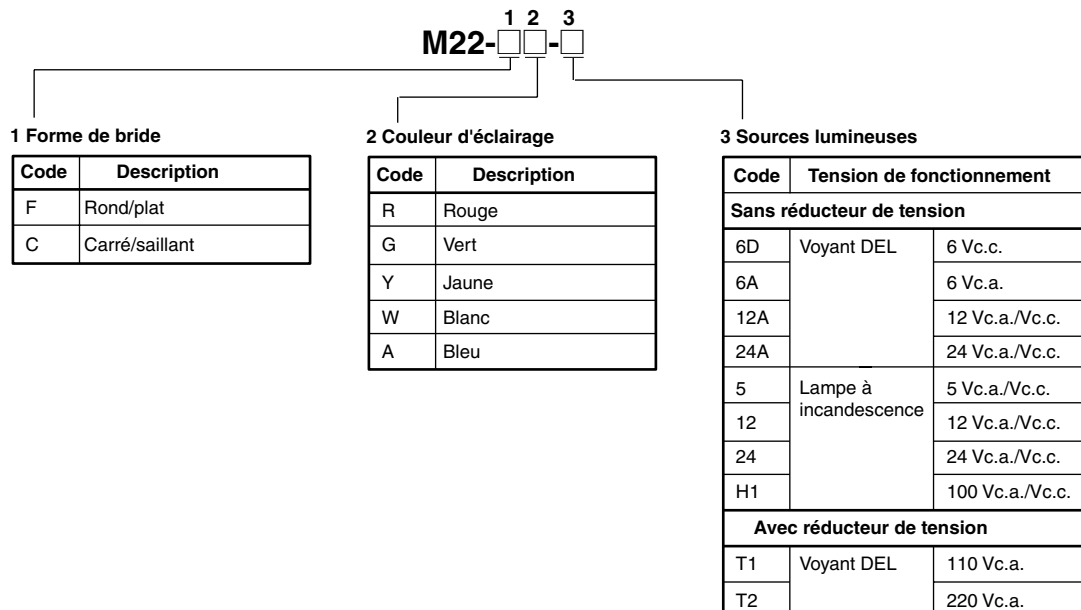 1 2 3
M22-□□-□
1 Forme de bride
Code Description
F Rond/plat
C Carré/saillant
2 Couleur d'éclairage
Code Description
R Rouge
G Vert
Y Jaune
W Blanc
A Bleu
3 Sources lumineuses
Code Tension de fonctionnement
Sans réducteur de tension
6D Voyant DEL 6 Vc.c.
6A 6 Vc.a.
12A 12 Vc.a./Vc.c.
24A 24 Vc.a./Vc.c.
5 Lampe à 5 Vc.a./Vc.c.
incandescence
12 12 Vc.a./Vc.c.
24 24 Vc.a./Vc.c.
H1 100 Vc.a./Vc.c.
Avec réducteur de tension
T1 Voyant DEL 110 Vc.a.
T2 220 Vc.a.